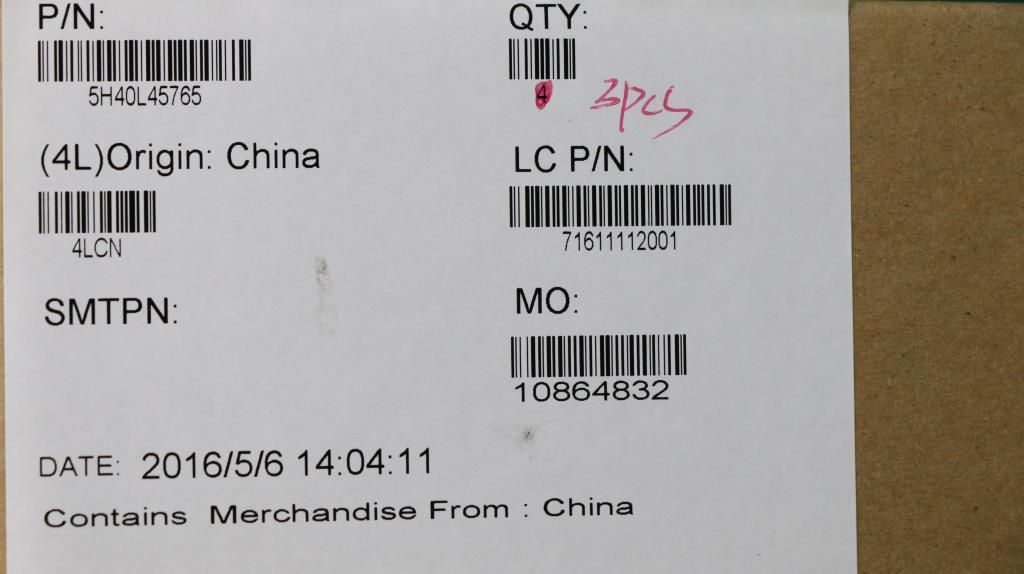 P/N:
5H40L45765
QTY:
4 3pcs
(4L)Origin: China
4LCN
LC P/N:
71611112001
SMTPN:
MO:
10864832
DATE: 2016/5/6 14:04:11
Contains Merchandise From : China